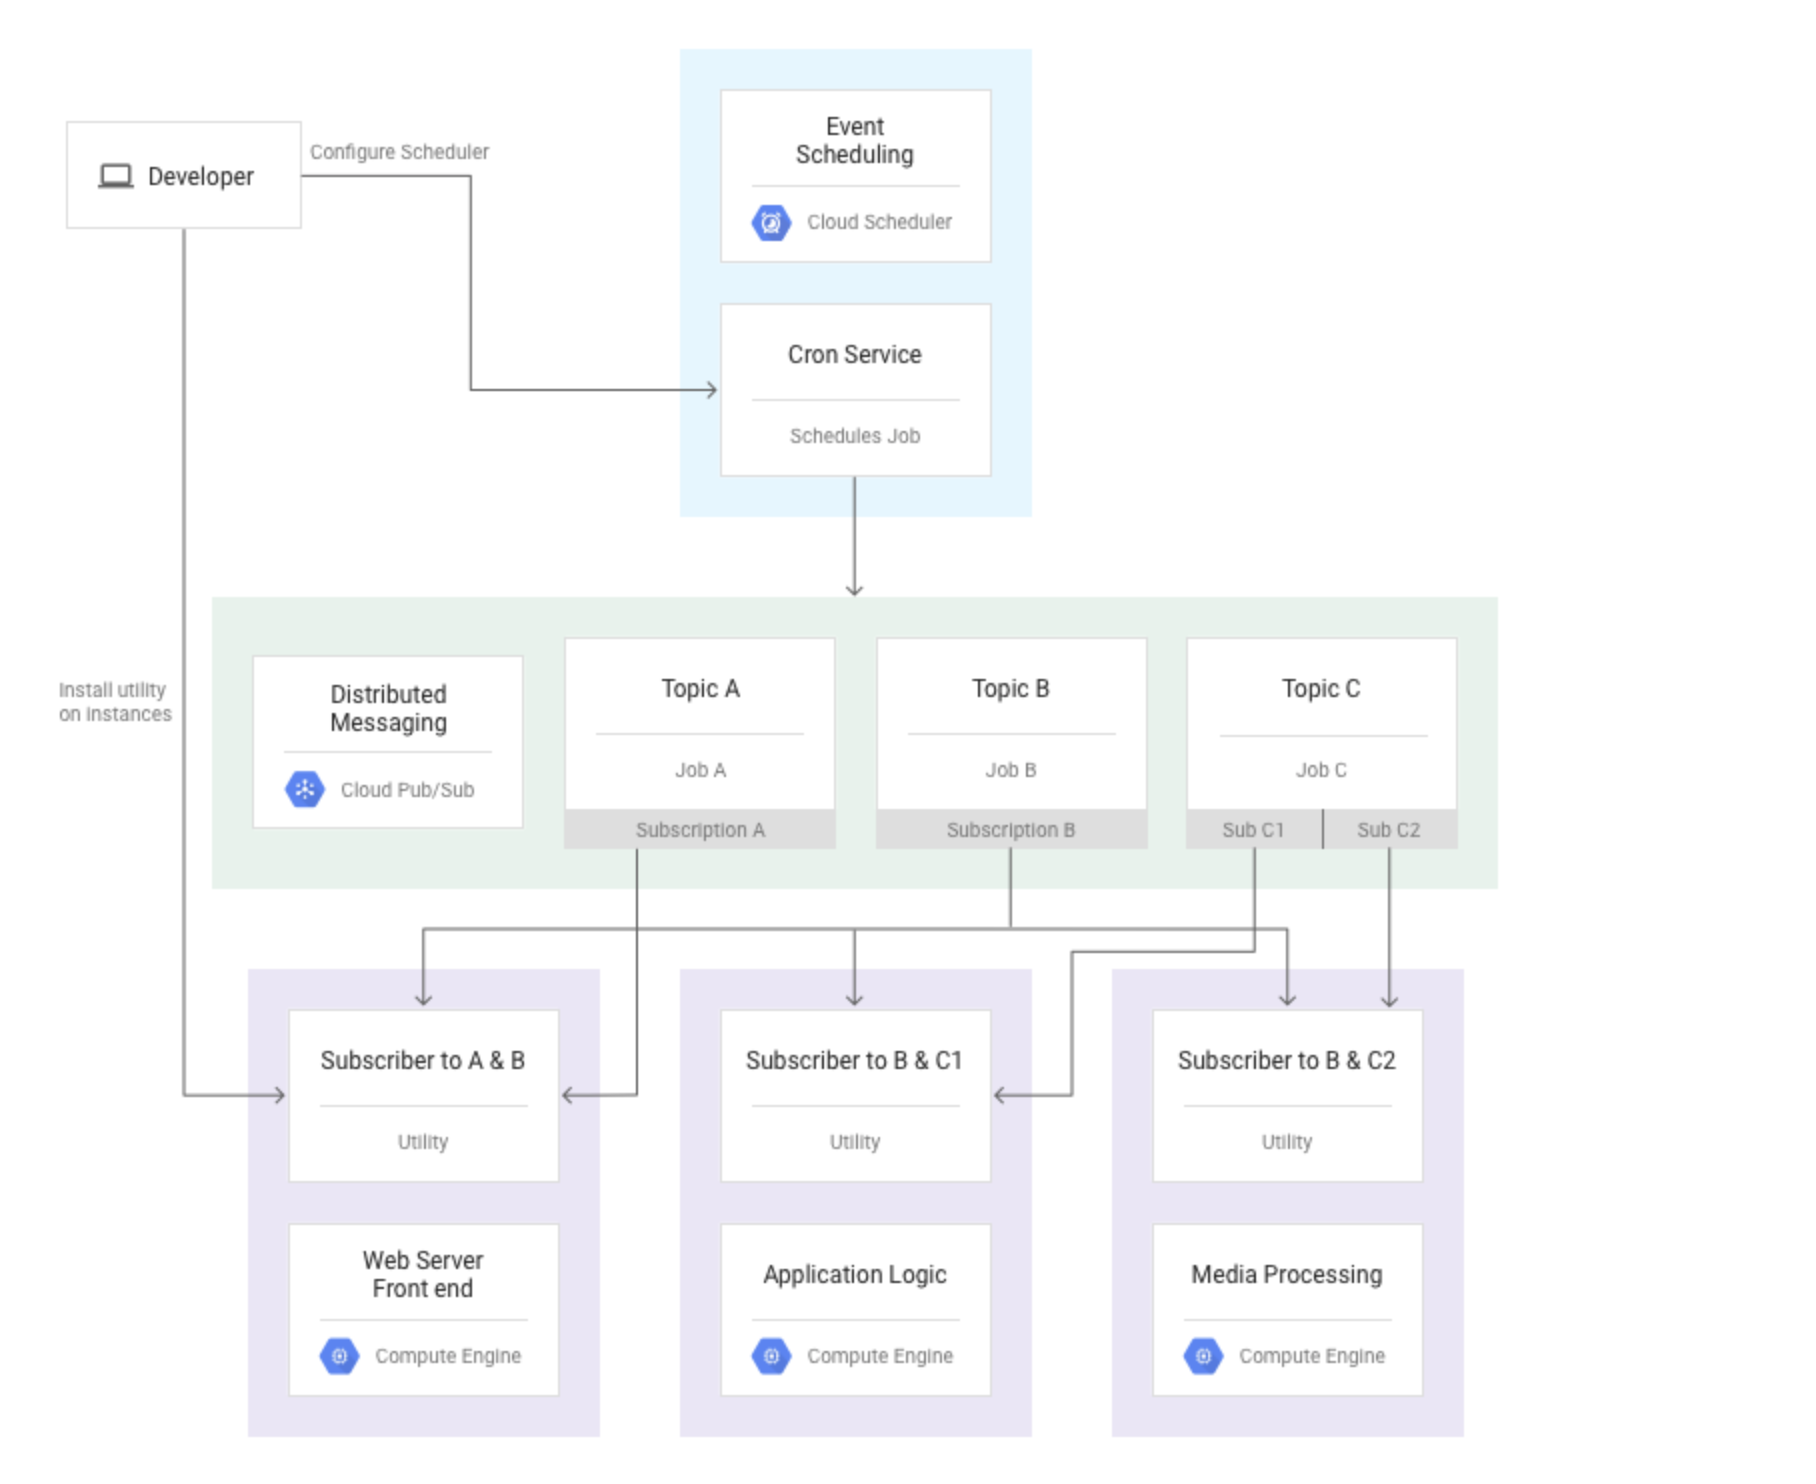 Event
Scheduling
Cloud Scheduler
Developer
Configure Scheduler
Cron Service
Schedules Job
Install utility
on instances
Distributed
Messaging
Cloud Pub/Sub
Topic A
Job A
Subscription A
Topic B
Job B
Subscription B
Topic C
Job C
Sub C1
Sub C2
Subscriber to A & B
Utility
Subscriber to B & C1
Utility
Subscriber to B & C2
Utility
Web Server
Front end
Compute Engine
Application Logic
Compute Engine
Media Processing
Compute Engine